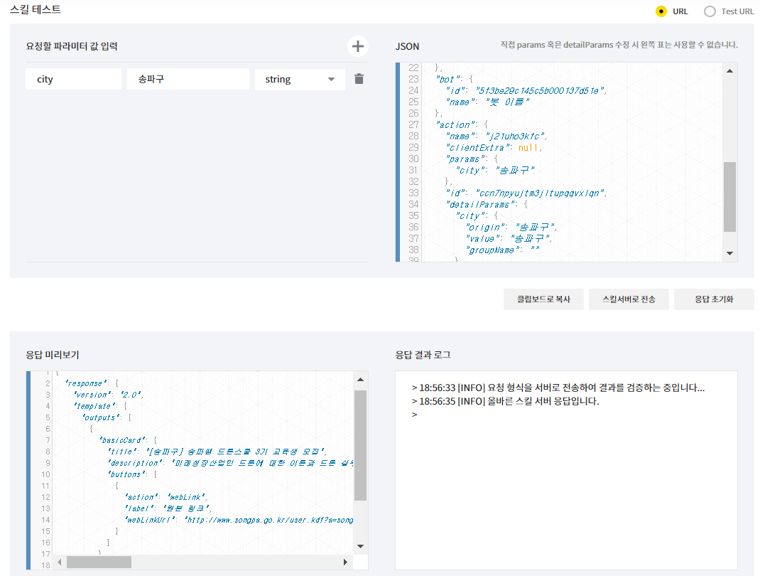 스킬 테스트
URL
Test URL
요청할 파라미터 값 입력
+
city 송파구 string
JSON
직접 params 혹은 detailParams 수정 시 왼쪽 표는 사용할 수 없습니다.
22 },
23 "bot": {
24 "id": "5f3be29c145c5b000137d51e",
25 "name": "봇 이름"
26 },
27 "action": {
28 "name": "j21uho3k1c",
29 "clientExtra": null,
30 "params": {
31 "city": "송파구"
32 },
33 "id": "ccn7npyujtm3jltupqqvxlqn",
34 "detailParams": {
35 "city": {
36 "origin": "송파구",
37 "value": "송파구",
38 "groupName": ""
39 }
클립보드로 복사
스킬서버로 전송
응답 초기화
응답 미리보기
1 {
2 "response": {
3 "version": "2.0",
4 "template": {
5 "outputs": [
6 {
7 "basicCard": {
8 "title": "[송파구] 송파쌤 드론스쿨 3기 교육생 모집",
9 "description": "미래성장산업인 드론에 대한 이론과 드론 실
10 "buttons": [
11 {
12 "action": "webLink",
13 "label": "원문 링크",
14 "webLinkUrl": "http://www.songpa.go.kr/user.kdf?a=song
15 }
16 ]
17 }
18
응답 결과 로그
> 18:56:33 [INFO] 요청 형식을 서버로 전송하여 결과를 검증하는 중입니다...
> 18:56:35 [INFO] 올바른 스킬 서버 응답입니다.
>